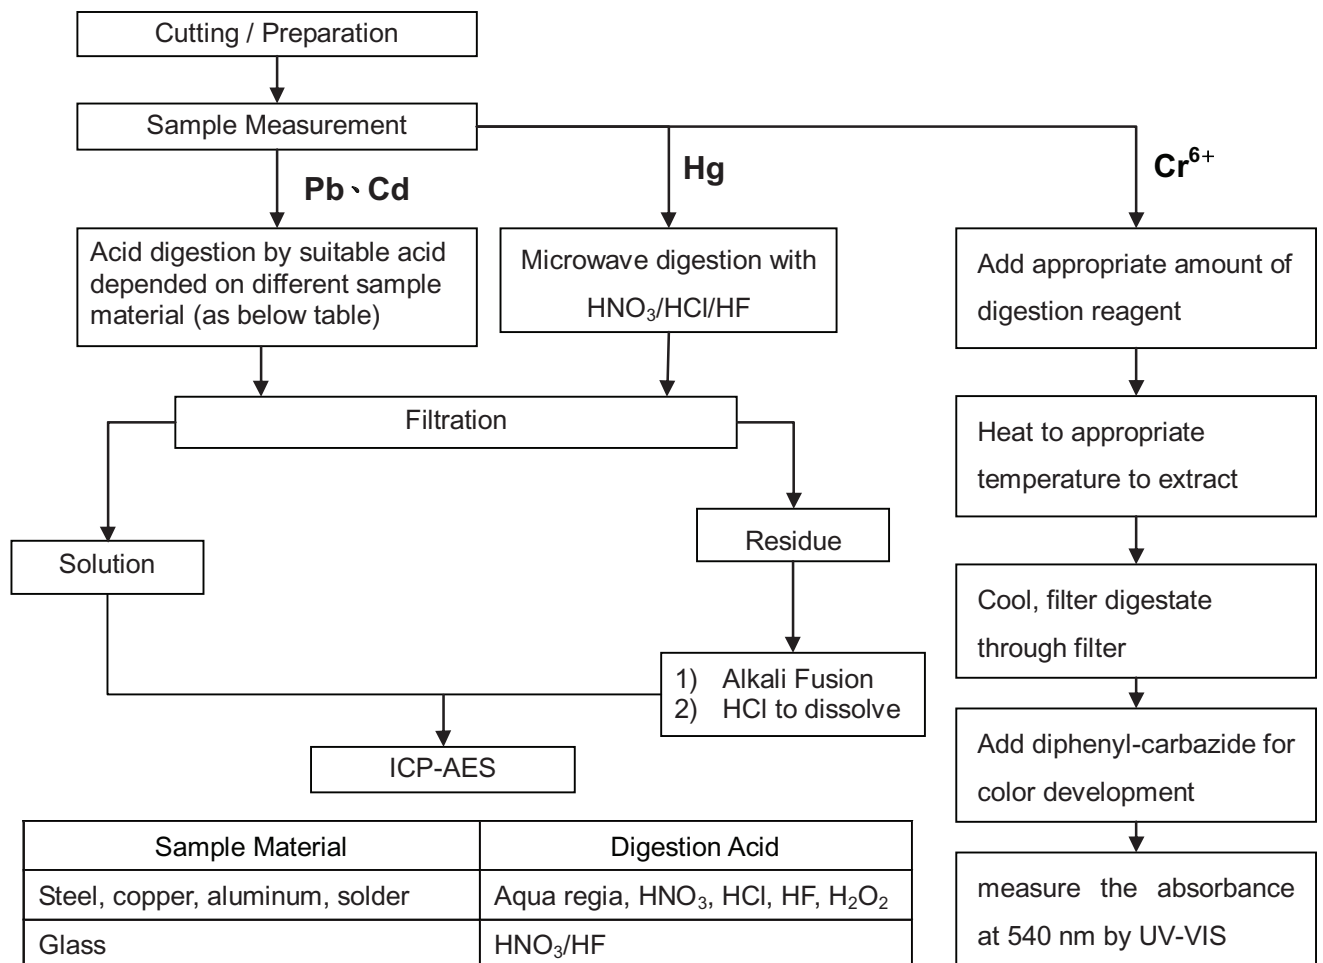 Cutting / Preparation
Sample Measurement
Pb、Cd
Hg
Cr⁶⁺
Acid digestion by suitable acid
depended on different sample
material (as below table)
Microwave digestion with
HNO₃/HCl/HF
Add appropriate amount of
digestion reagent
Filtration
Heat to appropriate
temperature to extract
Solution
Residue
Cool, filter digestate
through filter
1) Alkali Fusion
2) HCl to dissolve
ICP-AES
Add diphenyl-carbazide for
color development
measure the absorbance
at 540 nm by UV-VIS
Sample Material Digestion Acid
Steel, copper, aluminum, solder Aqua regia, HNO₃, HCl, HF, H₂O₂
Glass HNO₃/HF